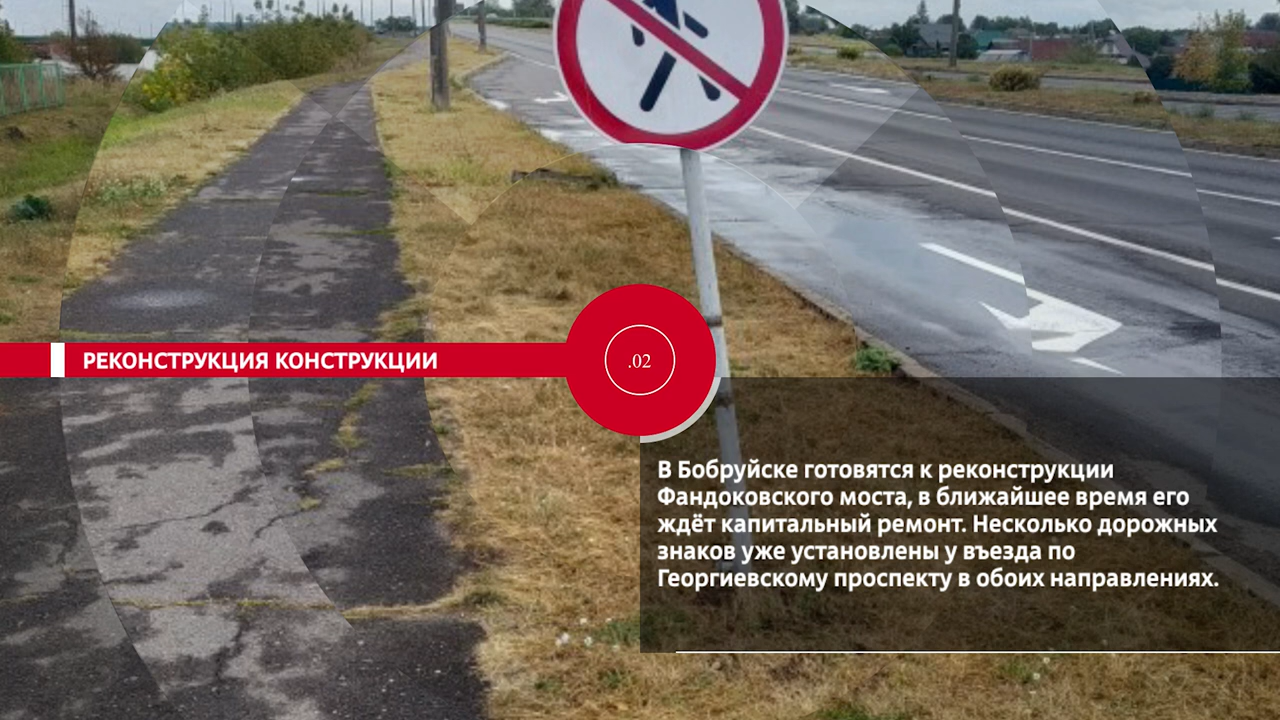 РЕКОНСТРУКЦИЯ КОНСТРУКЦИИ
.02
В Бобруйске готовятся к реконструкции
Фандоковского моста, в ближайшее время его
ждёт капитальный ремонт. Несколько дорожных
знаков уже установлены у въезда по
Георгиевскому проспекту в обоих направлениях.